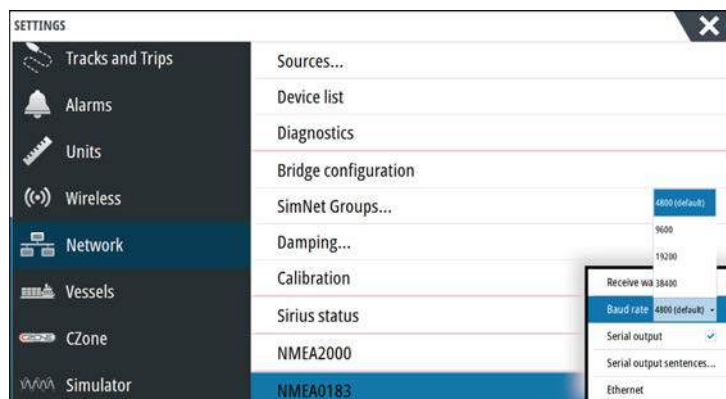 SETTINGS
Tracks and Trips
Alarms
Units
Wireless
Network
Vessels
CZone
Simulator
Sources...
Device list
Diagnostics
Bridge configuration
SimNet Groups...
Damping...
Calibration
Sirius status
NMEA2000
NMEA0183
4800 (default)
9600
19200
38400
Receive wa
Baud rate 4800 (default)
Serial output
Serial output sentences...
Ethernet